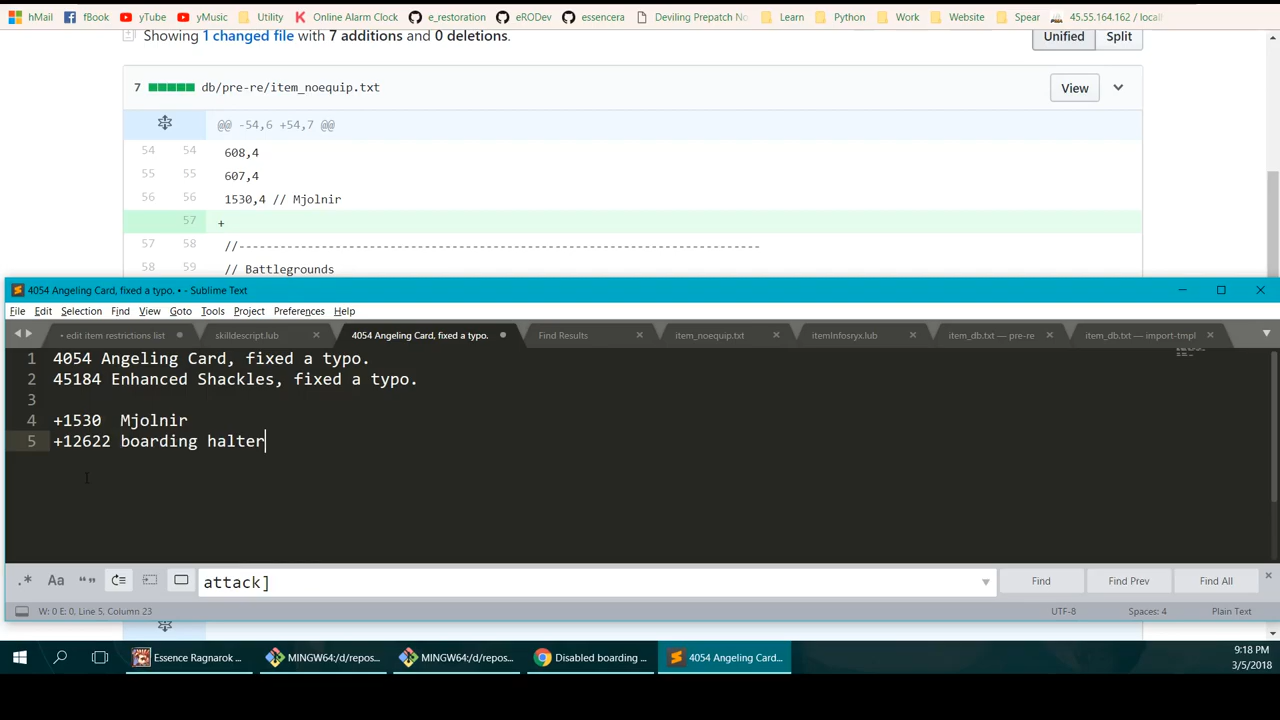 hMail fBook yTube yMusic Utility Online Alarm Clock e_restoration eRODev essencera Deviling Prepatch No Learn Python Work Website Spear 45.55.164.162 / local
Showing 1 changed file with 7 additions and 0 deletions. Unified Split
7 db/pre-re/item_noequip.txt View
@@ -54,6 +54,7 @@
54 54 608,4
55 55 607,4
56 56 1530,4 // Mjolnir
57 +
57 58 //---------------------------------------------------------------------------
58 59 // Battlegrounds
4054 Angeling Card, fixed a typo. • - Sublime Text
File Edit Selection Find View Goto Tools Project Preferences Help
• edit item restrictions list skilldescript.lub 4054 Angeling Card, fixed a typo. Find Results item_noequip.txt itemInfosryx.lub item_db.txt — pre-re item_db.txt — import-tmpl
1 4054 Angeling Card, fixed a typo.
2 45184 Enhanced Shackles, fixed a typo.
3
4 +1530  Mjolnir
5 +12622 boarding halter
.* Aa “” attack] Find Find Prev Find All
W: 0 E: 0, Line 5, Column 23 UTF-8 Spaces: 4 Plain Text
Essence Ragnarok ... MINGW64:/d/repos... MINGW64:/d/repos... Disabled boarding ... 4054 Angeling Card... 9:18 PM
3/5/2018